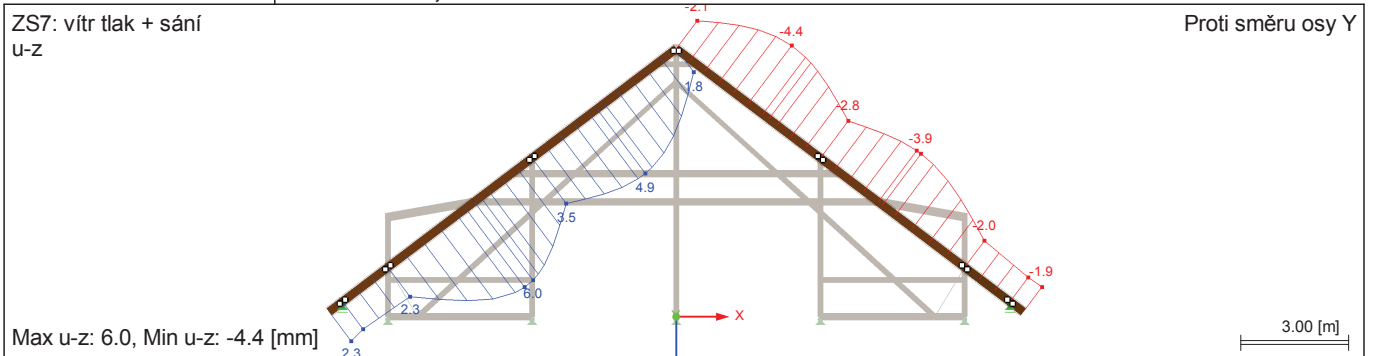 ZS7: vítr tlak + sání
u-z
Proti směru osy Y
-2.1
-4.4
1.8
-2.8
-3.9
4.9
3.5
-2.0
6.0
-1.9
2.3
X
2.3
3.00 [m]
Max u-z: 6.0, Min u-z: -4.4 [mm]